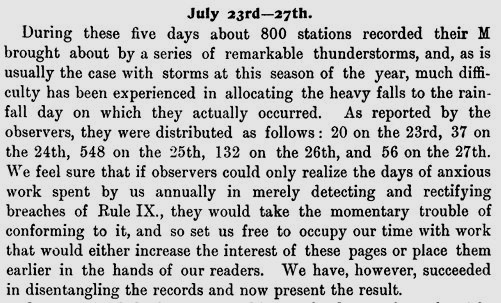 July 23rd—27th.
During these five days about 800 stations recorded their M
brought about by a series of remarkable thunderstorms, and, as is
usually the case with storms at this season of the year, much diffi-
culty has been experienced in allocating the heavy falls to the rain-
fall day on which they actually occurred. As reported by the
observers, they were distributed as follows: 20 on the 23rd, 37 on
the 24th, 548 on the 25th, 132 on the 26th, and 56 on the 27th.
We feel sure that if observers could only realize the days of anxious
work spent by us annually in merely detecting and rectifying
breaches of Rule IX., they would take the momentary trouble of
conforming to it, and so set us free to occupy our time with work
that would either increase the interest of these pages or place them
earlier in the hands of our readers. We have, however, succeeded
in disentangling the records and now present the result.